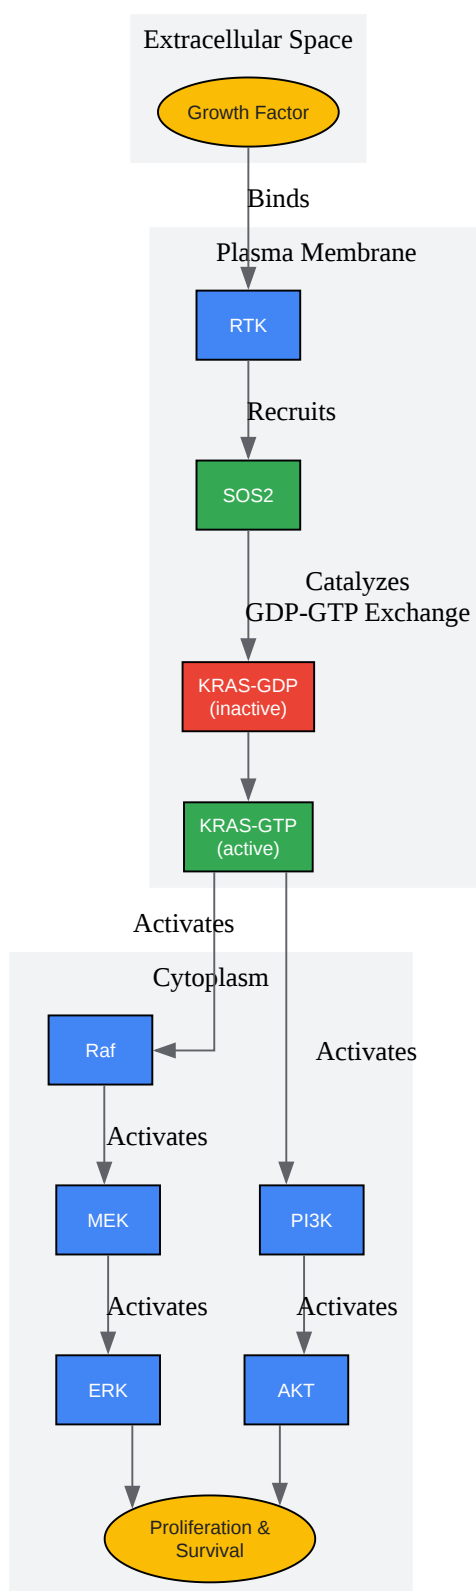 Extracellular Space
Growth Factor
Binds
Plasma Membrane
RTK
Recruits
SOS2
Catalyzes
GDP-GTP Exchange
KRAS-GDP
(inactive)
KRAS-GTP
(active)
Activates
Cytoplasm
Raf
Activates
Activates
MEK
PI3K
Activates
Activates
ERK
AKT
Proliferation &
Survival